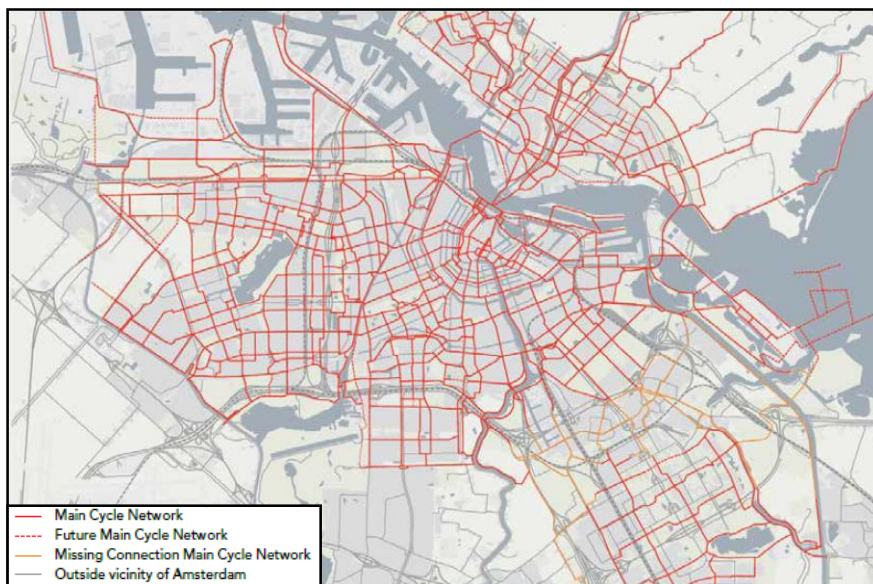 Main Cycle Network
Future Main Cycle Network
Missing Connection Main Cycle Network
Outside vicinity of Amsterdam